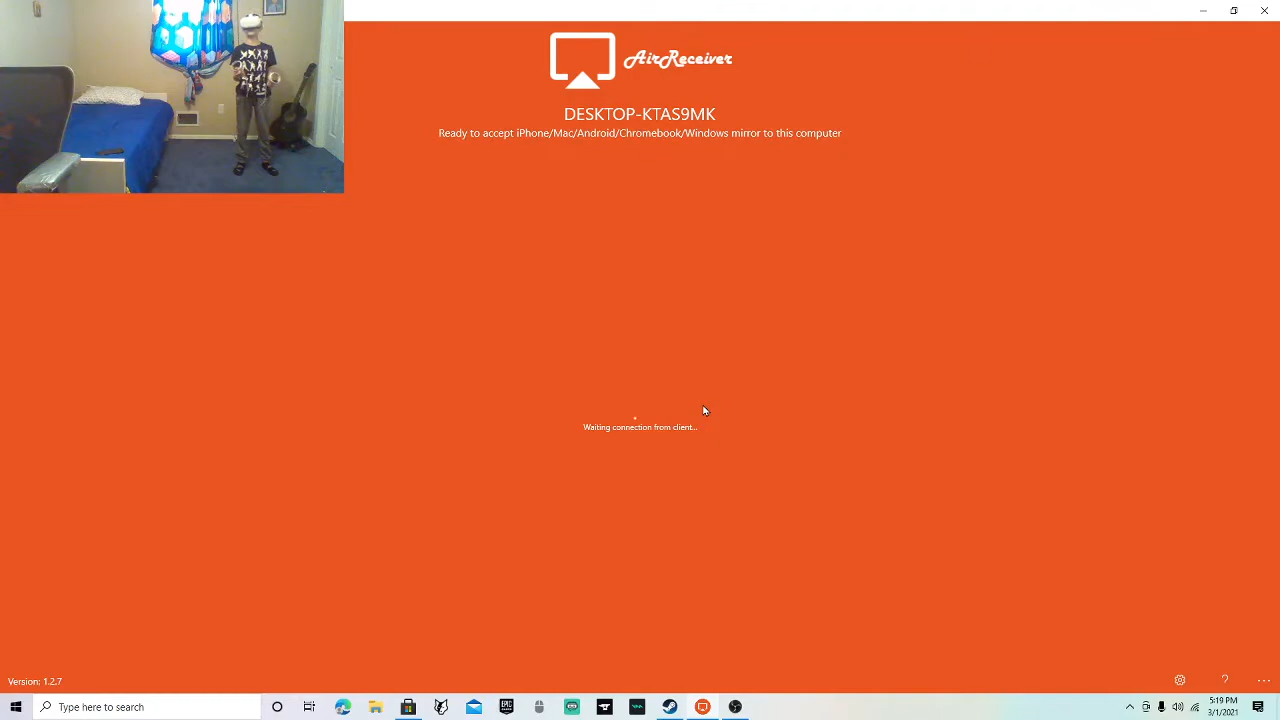 AirReceiver
DESKTOP-KTAS9MK
Ready to accept iPhone/Mac/Android/Chromebook/Windows mirror to this computer
Waiting connection from client...
Version: 1.2.7
Type here to search
EPIC
5:19 PM
3/1/2021